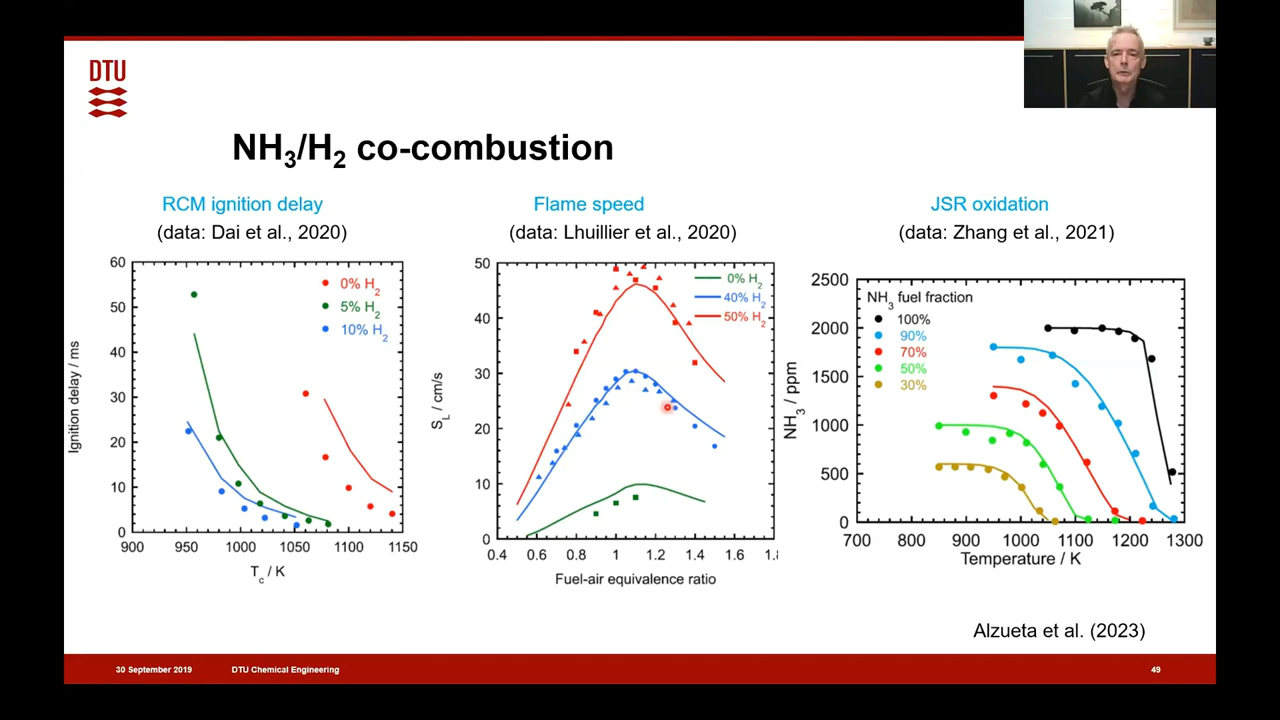 DTU
NH3/H2 co-combustion
RCM ignition delay
(data: Dai et al., 2020)
Flame speed
(data: Lhuillier et al., 2020)
JSR oxidation
(data: Zhang et al., 2021)
60
50
40
30
20
10
0
Ignition delay / ms
0% H2
5% H2
10% H2
900
950
1000
1050
1100
1150
Tc / K
50
40
30
20
10
0
SL / cm/s
0% H2
40% H2
50% H2
0.4
0.6
0.8
1
1.2
1.4
1.6
1.8
Fuel-air equivalence ratio
2500
2000
1500
1000
500
0
NH3 / ppm
NH3 fuel fraction
100%
90%
70%
50%
30%
700
800
900
1000
1100
1200
1300
Temperature / K
Alzueta et al. (2023)
30 September 2019
DTU Chemical Engineering
49